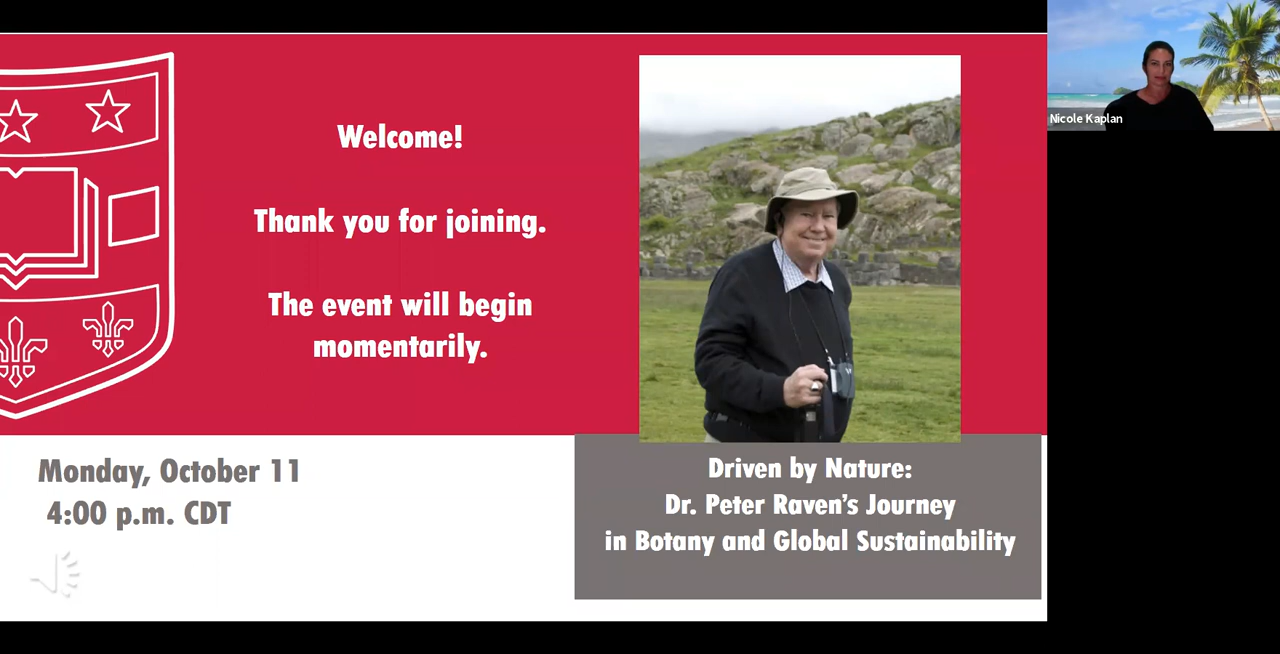 Welcome!
Thank you for joining.
The event will begin
momentarily.
Nicole Kaplan
Monday, October 11
4:00 p.m. CDT
Driven by Nature:
Dr. Peter Raven's Journey
in Botany and Global Sustainability